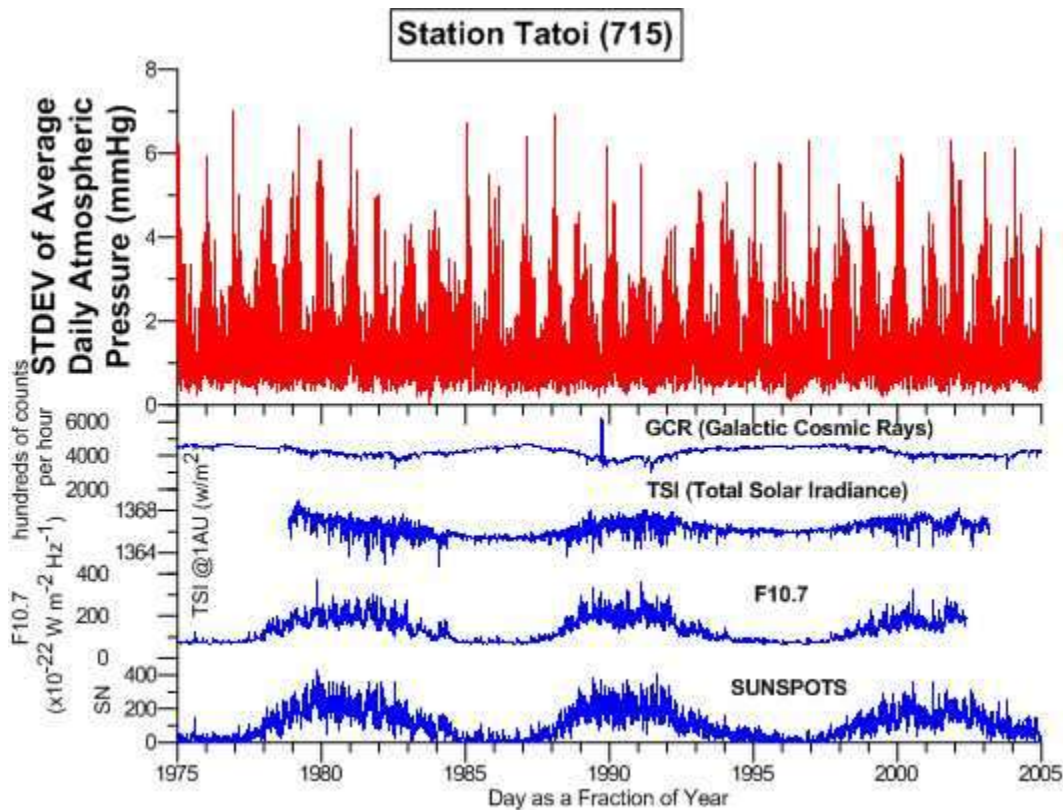 Station Tatoi (715)
STDEV of Average
Daily Atmospheric
Pressure (mmHg)
8
6
4
2
0
hundreds of counts
per hour
6000
4000
2000
GCR (Galactic Cosmic Rays)
TSI @1AU (w/m²)
1368
1364
TSI (Total Solar Irradiance)
F10.7
(x10⁻²² W m⁻² Hz⁻¹)
400
200
0
F10.7
SN
400
200
0
SUNSPOTS
1975 1980 1985 1990 1995 2000 2005
Day as a Fraction of Year